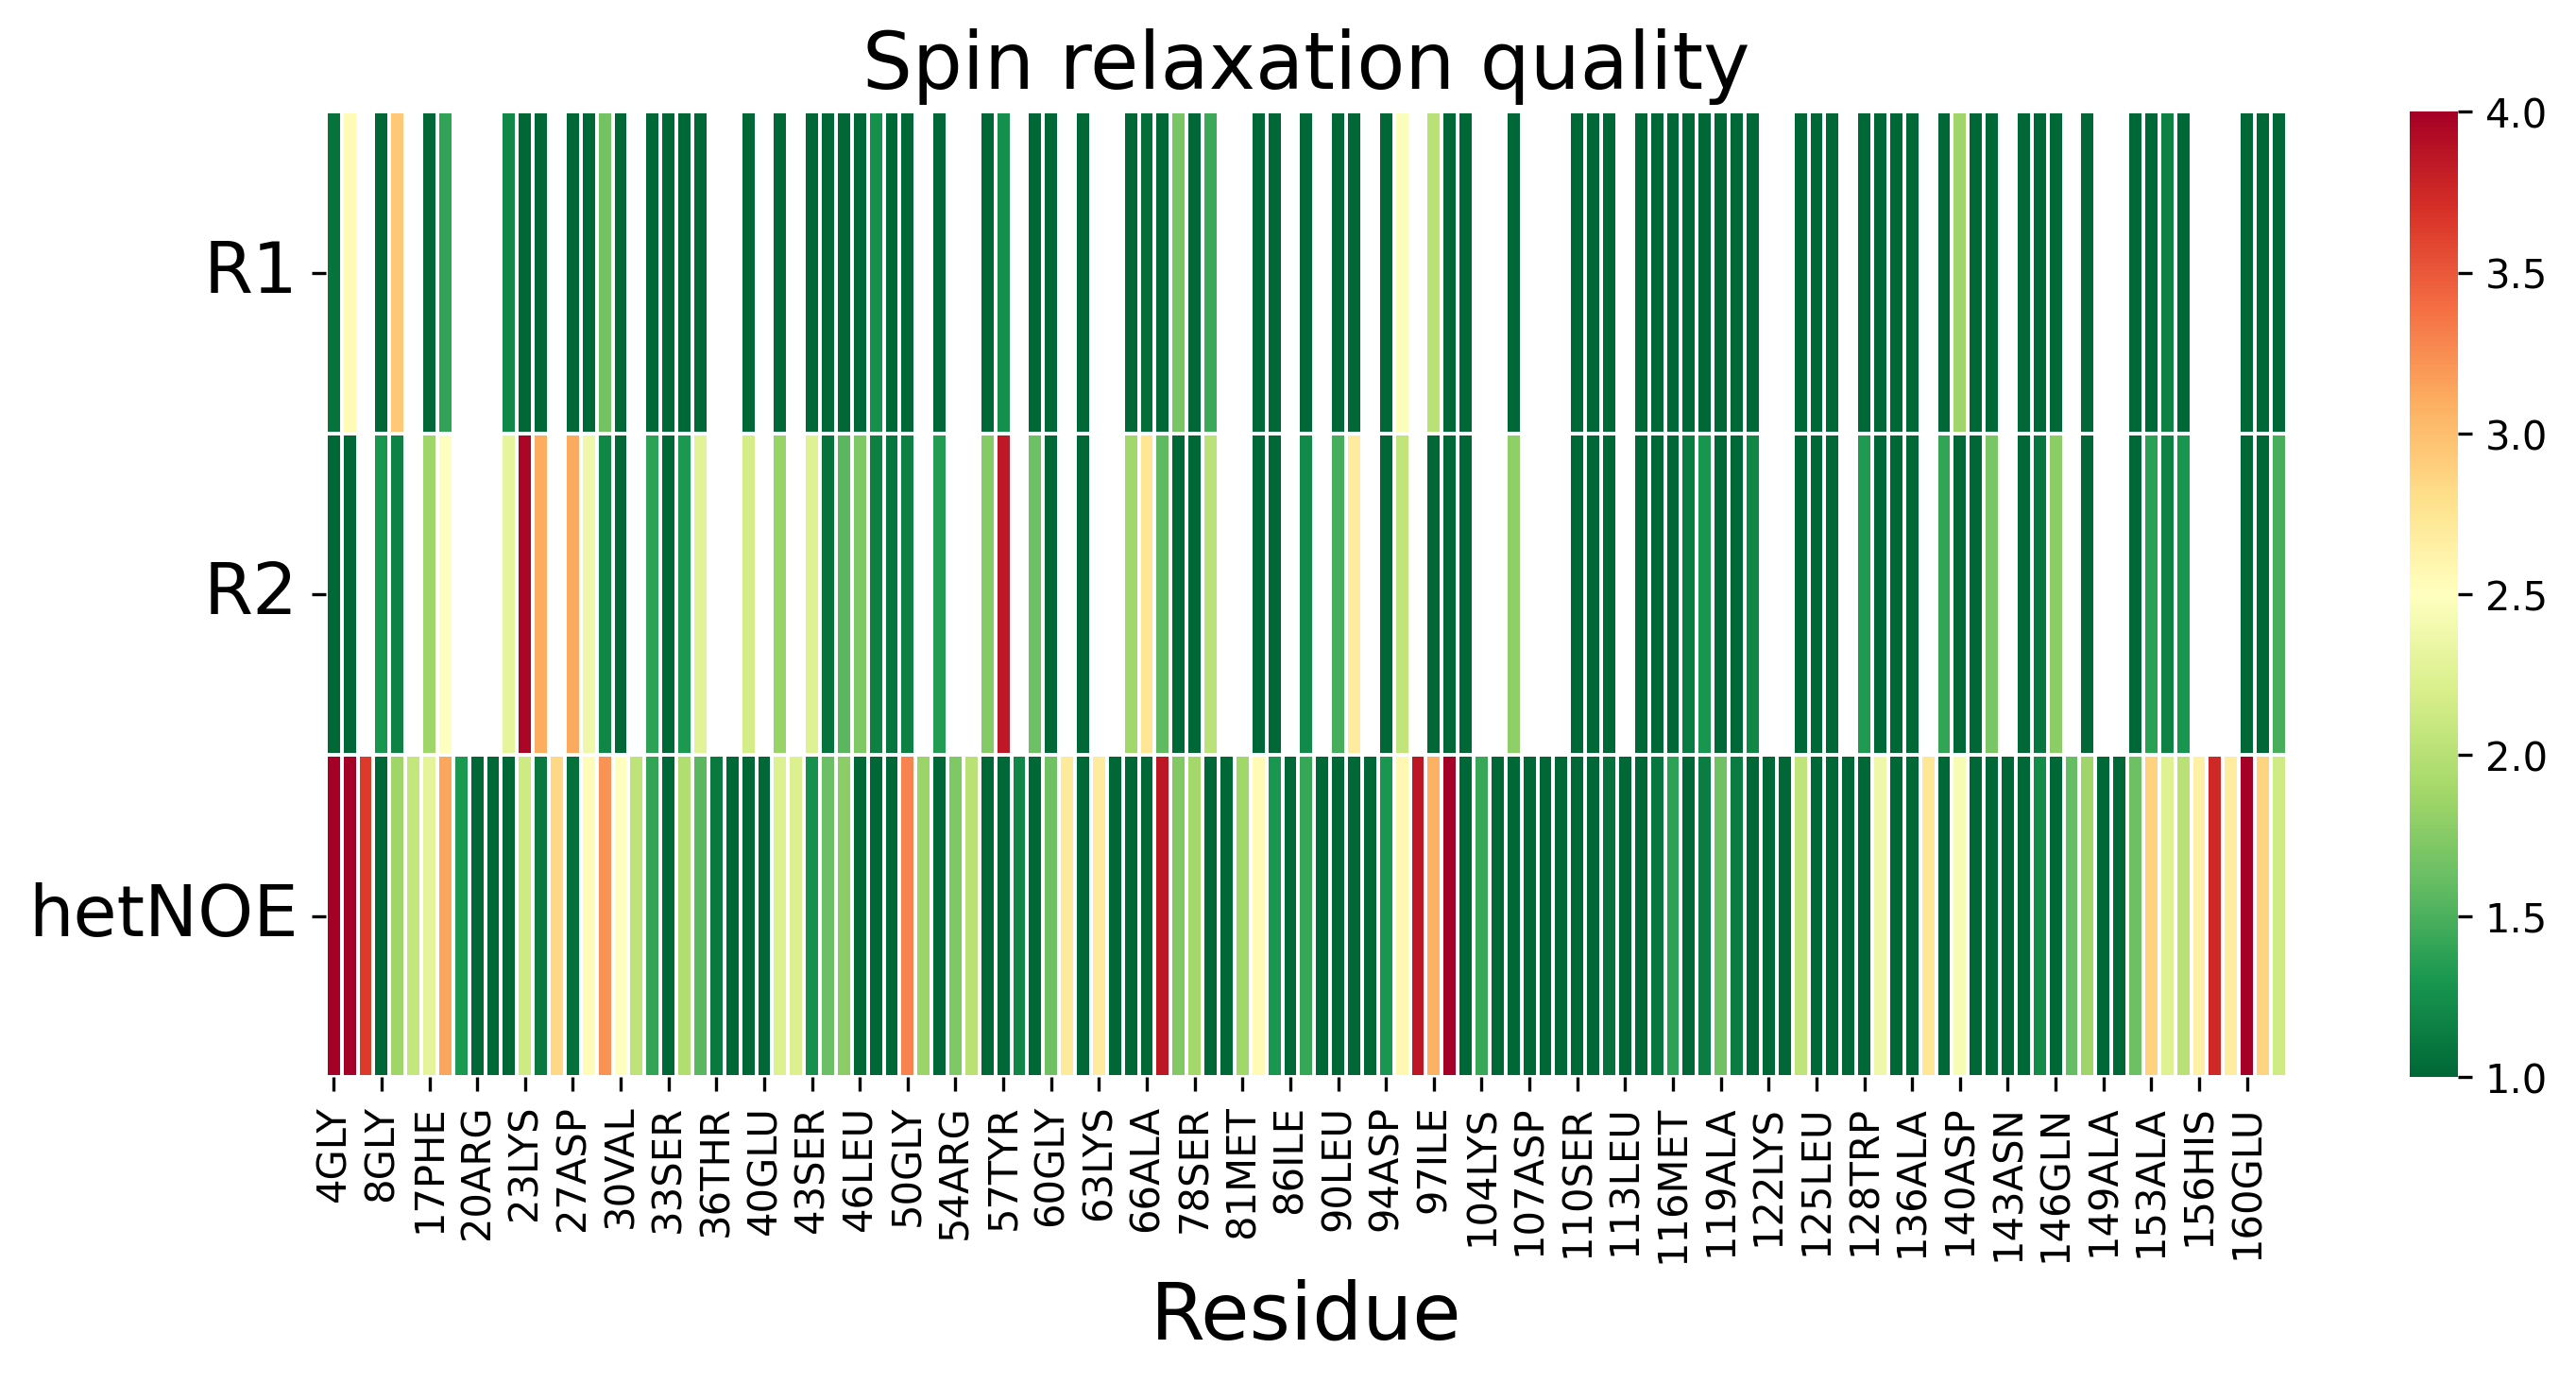 Spin relaxation quality
R1
R2
hetNOE
4.0
3.5
3.0
2.5
2.0
1.5
1.0
4GLY
8GLY
17PHE
20ARG
23LYS
27ASP
30VAL
33SER
36THR
40GLU
43SER
46LEU
50GLY
54ARG
57TYR
60GLY
63LYS
66ALA
78SER
81MET
86ILE
90LEU
94ASP
97ILE
104LYS
107ASP
110SER
113LEU
116MET
119ALA
122LYS
125LEU
128TRP
136ALA
140ASP
143ASN
146GLN
149ALA
153ALA
156HIS
160GLU
Residue